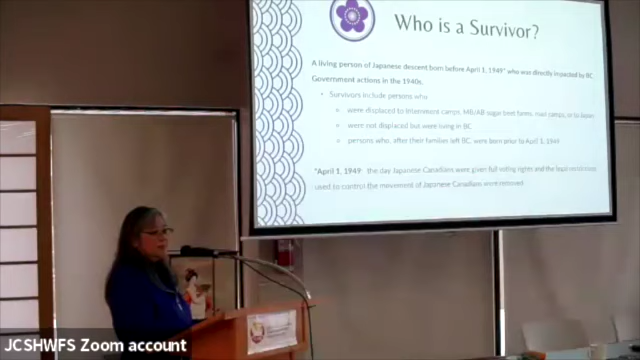 Who is a Survivor?
A living person of Japanese descent born before April 1, 1949* who was directly impacted by BC
Government actions in the 1940s.
• Survivors include persons who
○ were displaced to internment camps, MB/AB sugar beet farms, road camps, or to Japan
○ were not displaced but were living in BC
○ persons who, after their families left BC, were born prior to April 1, 1949
*April 1, 1949 the day Japanese Canadians were given full voting rights and the legal
used to control the movement of Japanese Canadians were removed
JCSHWFS Zoom account